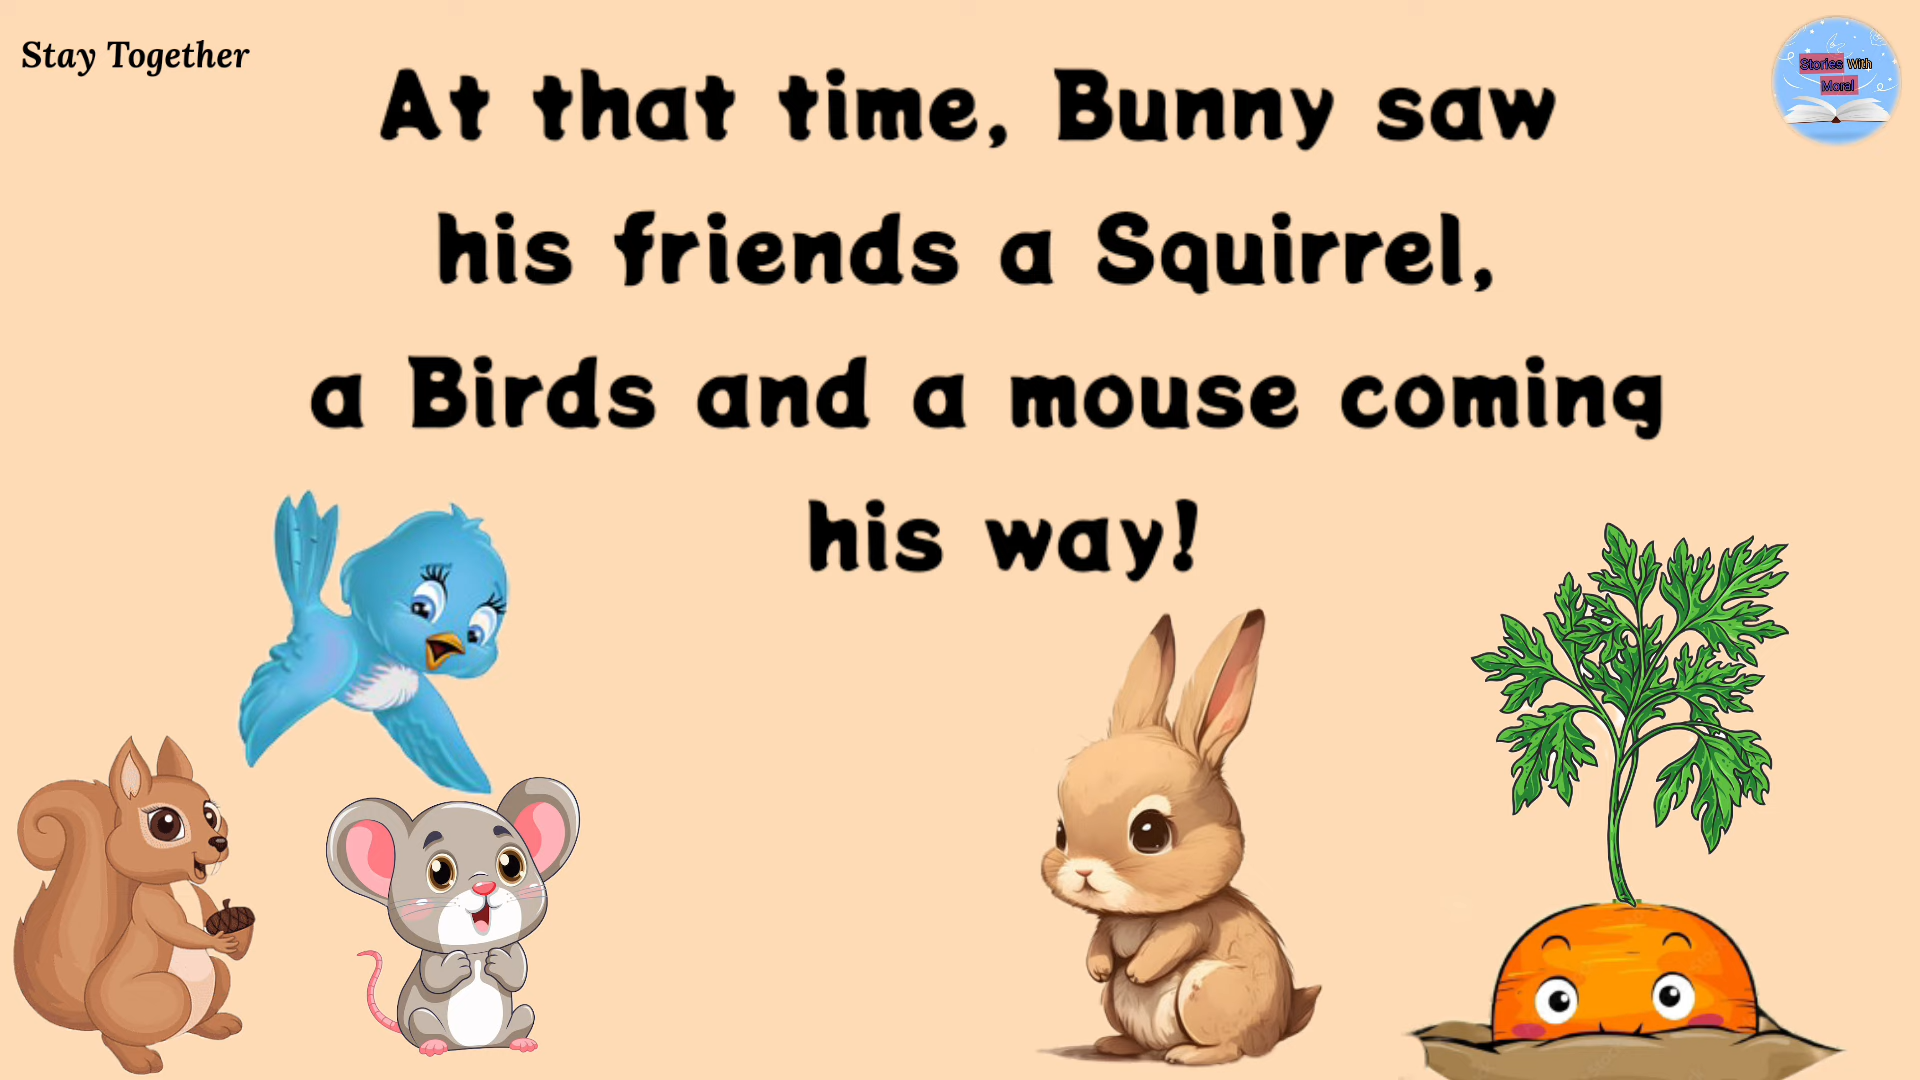 Stay Together
At that time, Bunny saw
his friends a Squirrel,
a Birds and a mouse coming
his way!
Stories With
Moral